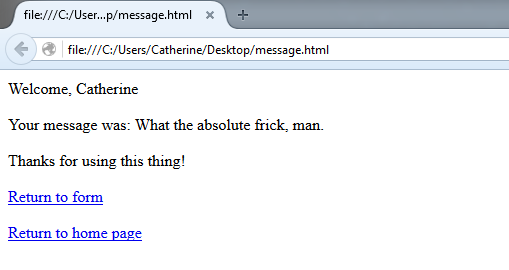 file:///C:/User...p/message.html
file:///C:/Users/Catherine/Desktop/message.html
Welcome, Catherine
Your message was: What the absolute frick, man.
Thanks for using this thing!
Return to form
Return to home page